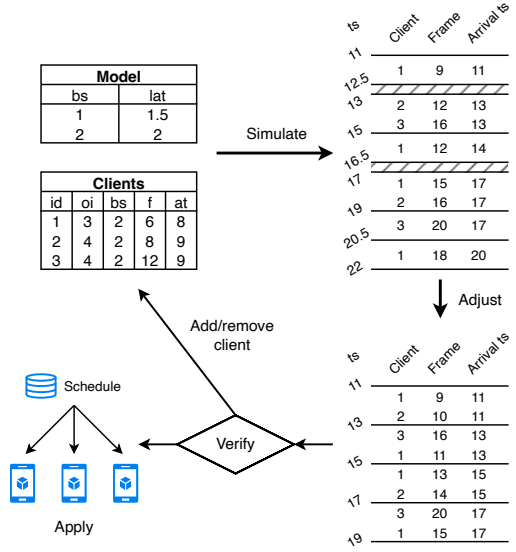 Model
bs lat
1 1.5
2 2
Clients
id oi bs f at
1 3 2 6 8
2 4 2 8 9
3 4 2 12 9
Simulate
ts Client Frame Arrival ts
11
1 9 11
12.5
13
2 12 13
3 16 13
15
1 12 14
16.5
17
1 15 17
2 16 17
19
3 20 17
20.5
1 18 20
22
Adjust
ts Client Frame Arrival ts
11
1 9 11
2 10 11
13
3 16 13
1 11 13
15
1 13 15
2 14 15
17
3 20 17
1 15 17
19
Verify
Add/remove
client
Schedule
Apply